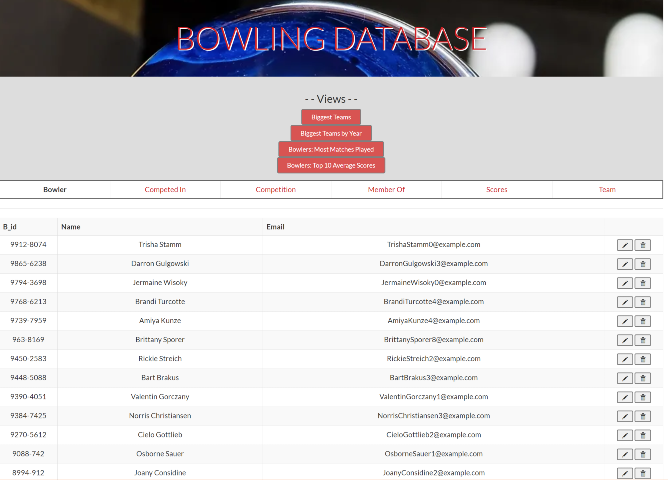 BOWLING DATABASE
- - Views - -
Biggest Teams
Biggest Teams by Year
Bowlers: Most Matches Played
Bowlers: Top 10 Average Scores
Bowler Competed In Competition Member Of Scores Team
B_id Name Email
9912-8074 Trisha Stamm TrishaStamm0@example.com
9865-6238 Darron Gulgowski DarronGulgowski3@example.com
9794-3698 Jermaine Wisoky JermaineWisoky0@example.com
9768-6213 Brandi Turcotte BrandiTurcotte4@example.com
9739-7959 Amiya Kunze AmiyaKunze4@example.com
963-8169 Brittany Sporer BrittanySporer8@example.com
9450-2583 Rickie Streich RickieStreich2@example.com
9448-5088 Bart Brakus BartBrakus3@example.com
9390-4051 Valentin Gorczany ValentinGorczany1@example.com
9384-7425 Norris Christiansen NorrisChristiansen3@example.com
9270-5612 Cielo Gottlieb CieloGottlieb2@example.com
9088-742 Osborne Sauer OsborneSauer1@example.com
8994-912 Joany Considine JoanyConsidine2@example.com